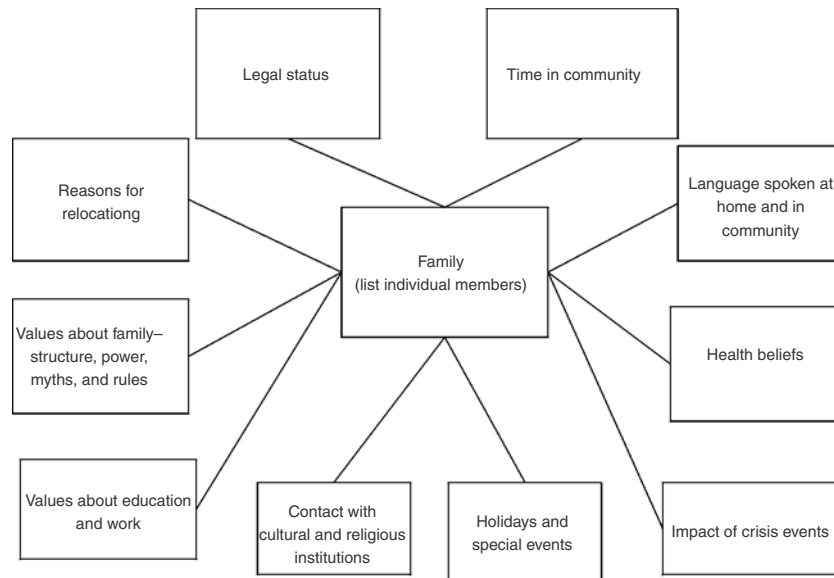 Legal status
Time in community
Reasons for
relocationg
Language spoken at
home and in
community
Family
(list individual members)
Values about family–
structure, power,
myths, and rules
Health beliefs
Values about education
and work
Contact with
cultural and religious
institutions
Holidays and
special events
Impact of crisis events